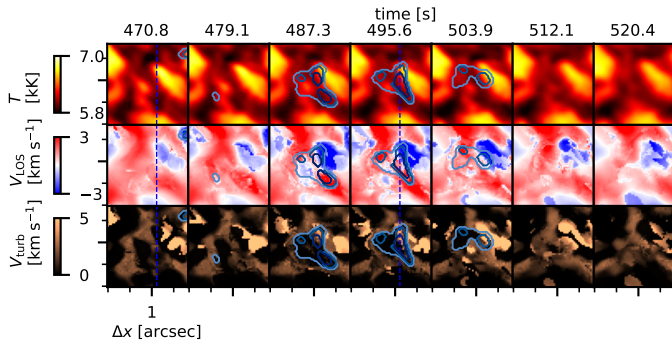 time [s]
470.8 479.1 487.3 495.6 503.9 512.1 520.4
7.0
T [kK]
5.8
3
V_LOS [km s⁻¹]
−3
5
V_turb [km s⁻¹]
0
1
Δx [arcsec]